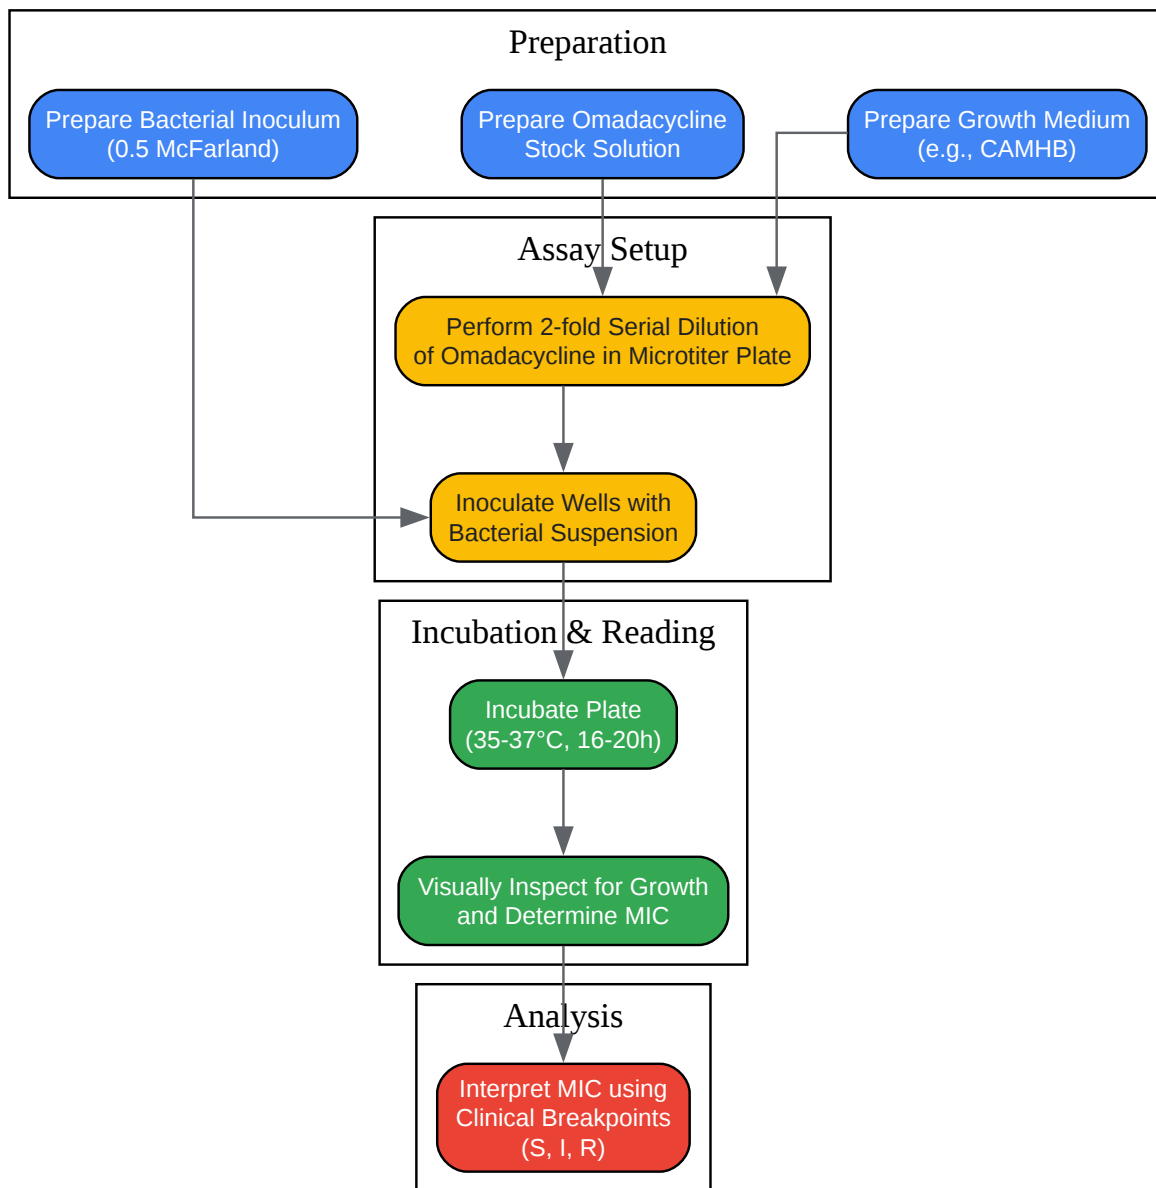 Preparation
Prepare Bacterial Inoculum
(0.5 McFarland)
Prepare Omadacycline
Stock Solution
Prepare Growth Medium
(e.g., CAMHB)
Assay Setup
Perform 2-fold Serial Dilution
of Omadacycline in Microtiter Plate
Inoculate Wells with
Bacterial Suspension
Incubation & Reading
Incubate Plate
(35-37°C, 16-20h)
Visually Inspect for Growth
and Determine MIC
Analysis
Interpret MIC using
Clinical Breakpoints
(S, I, R)